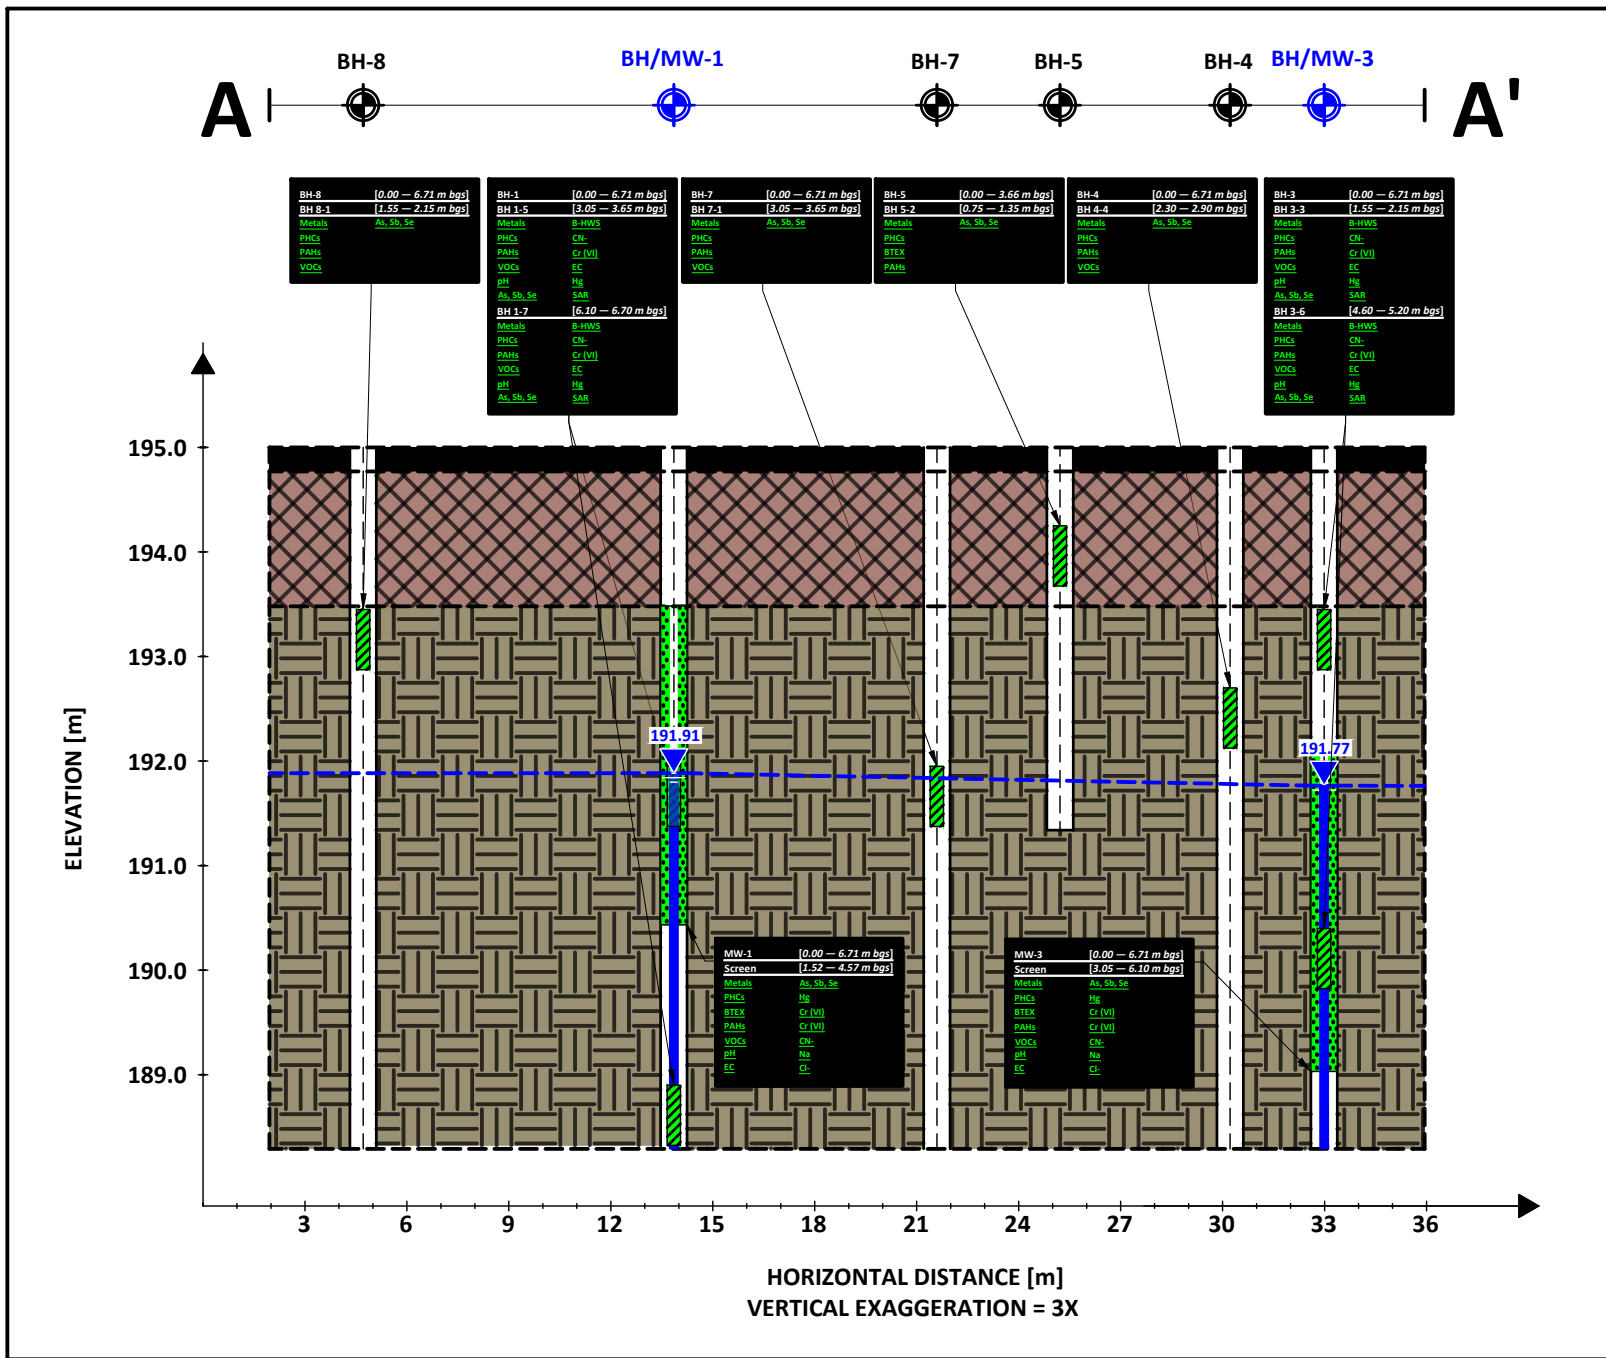 BH-8 BH/MW-1 BH-7 BH-5 BH-4 BH/MW-3
A A'
BH-8 [0.00 — 6.71 m bgs]
BH 8-1 [1.55 — 2.15 m bgs]
Metals As, Sb, Se
PHCs
PAHs
VOCs
BH-1 [0.00 — 6.71 m bgs]
BH 1-5 [3.05 — 3.65 m bgs]
Metals B-HWS
PHCs CN-
PAHs Cr (VI)
VOCs EC
pH Hg
As, Sb, Se SAR
BH 1-7 [6.10 — 6.70 m bgs]
Metals B-HWS
PHCs CN-
PAHs Cr (VI)
VOCs EC
pH Hg
As, Sb, Se SAR
BH-7 [0.00 — 6.71 m bgs]
BH 7-1 [3.05 — 3.65 m bgs]
Metals As, Sb, Se
PHCs
PAHs
VOCs
BH-5 [0.00 — 3.66 m bgs]
BH 5-2 [0.75 — 1.35 m bgs]
Metals As, Sb, Se
PHCs
BTEX
PAHs
BH-4 [0.00 — 6.71 m bgs]
BH 4-4 [2.30 — 2.90 m bgs]
Metals As, Sb, Se
PHCs
PAHs
VOCs
BH-3 [0.00 — 6.71 m bgs]
BH 3-3 [1.55 — 2.15 m bgs]
Metals B-HWS
PHCs CN-
PAHs Cr (VI)
VOCs EC
pH Hg
As, Sb, Se SAR
BH 3-6 [4.60 — 5.20 m bgs]
Metals B-HWS
PHCs CN-
PAHs Cr (VI)
VOCs EC
pH Hg
As, Sb, Se SAR
195.0
194.0
193.0
192.0
191.0
190.0
189.0
ELEVATION [m]
191.91
191.77
MW-1 [0.00 — 6.71 m bgs]
Screen [1.52 — 4.57 m bgs]
Metals As, Sb, Se
PHCs Hg
BTEX Cr (VI)
PAHs Cr (VI)
VOCs CN-
pH Na
EC Cl-
MW-3 [0.00 — 6.71 m bgs]
Screen [3.05 — 6.10 m bgs]
Metals As, Sb, Se
PHCs Hg
BTEX Cr (VI)
PAHs Cr (VI)
VOCs CN-
pH Na
EC Cl-
3 6 9 12 15 18 21 24 27 30 33 36
HORIZONTAL DISTANCE [m]
VERTICAL EXAGGERATION = 3X